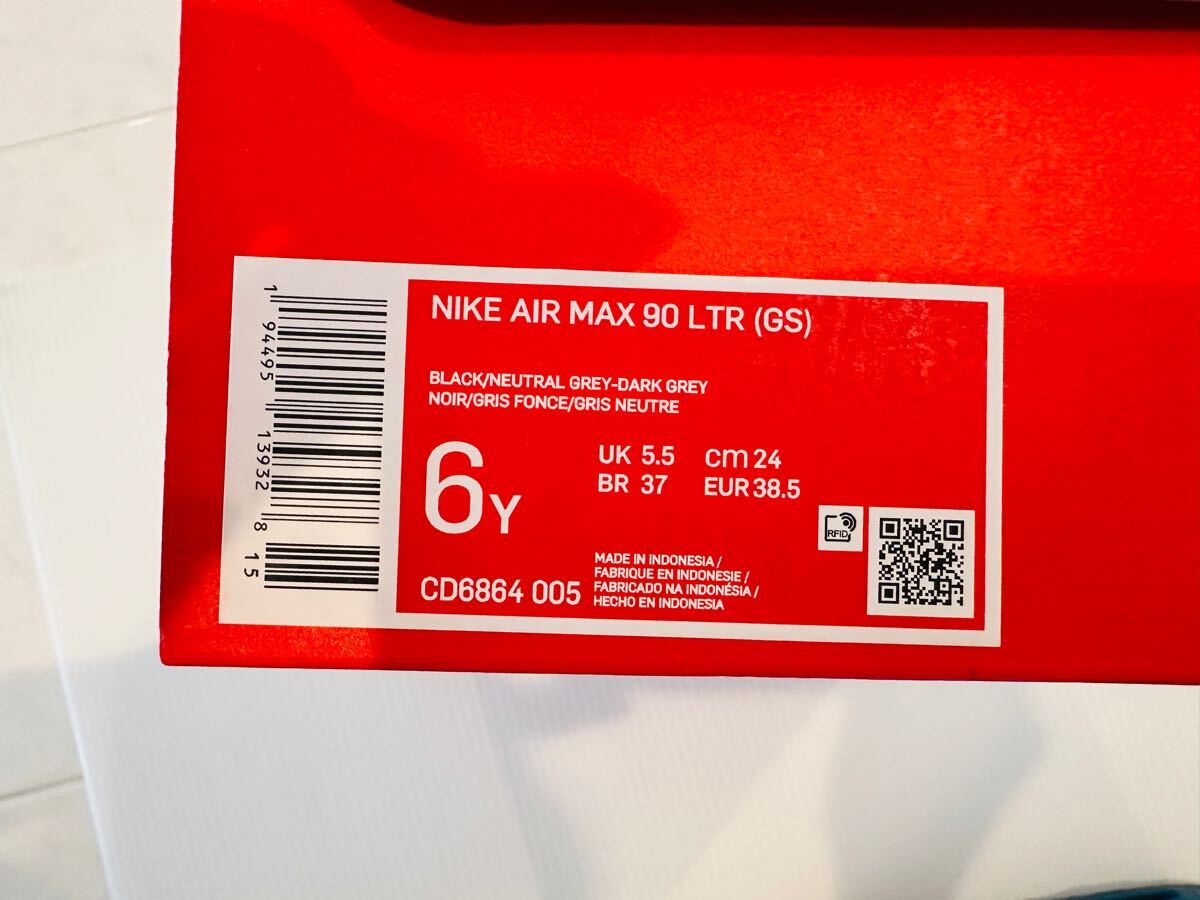 NIKE AIR MAX 90 LTR (GS)
BLACK/NEUTRAL GREY-DARK GREY
NOIR/GRIS FONCE/GRIS NEUTRE
6Y
UK 5.5 cm 24
BR 37 EUR 38.5
CD6864 005
MADE IN INDONESIA /
FABRIQUE EN INDONESIE /
FABRICADO NA INDONÉSIA /
HECHO EN INDONESIA
RFID
1 94495 13932 8 15